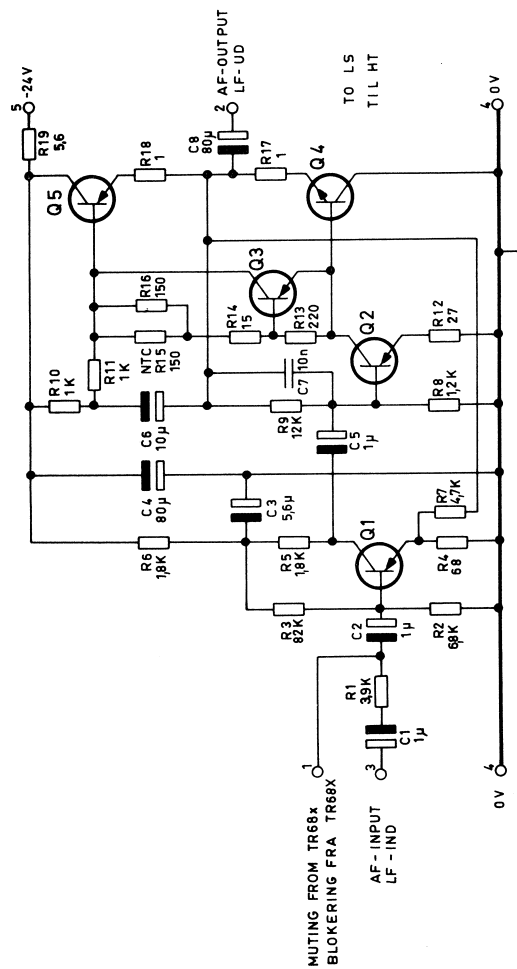 MUTING FROM TR68x
BLOKERING FRA TR68X
1
AF-INPUT
LF-IND
3
C1
1µ
R1
3,9K
C2
1µ
R3
82K
R2
6,8K
R6
1,8K
R5
1,8K
Q1
R4
68
R7
4,7K
C4
80µ
C3
5,6µ
C5
1µ
C6
10µ
R10
1K
R11
1K
R9
12K
C7
10n
R8
1,2K
NTC
R15
150
R16
150
R14
15
R13
220
Q3
Q2
R12
27
Q5
R18
1
R17
1
Q4
R19
5,6
C8
80µ
5
-24V
2
AF-OUTPUT
LF-UD
TO LS
TIL HT
4
0V
4
0V